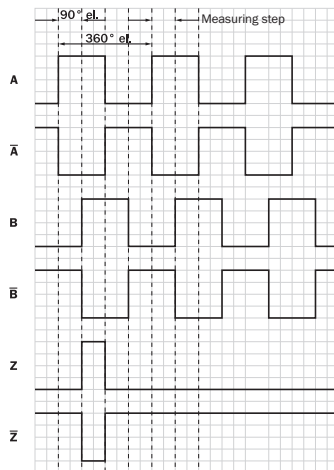 90° el.
Measuring step
360° el.
A
A̅
B
B̅
Z
Z̅